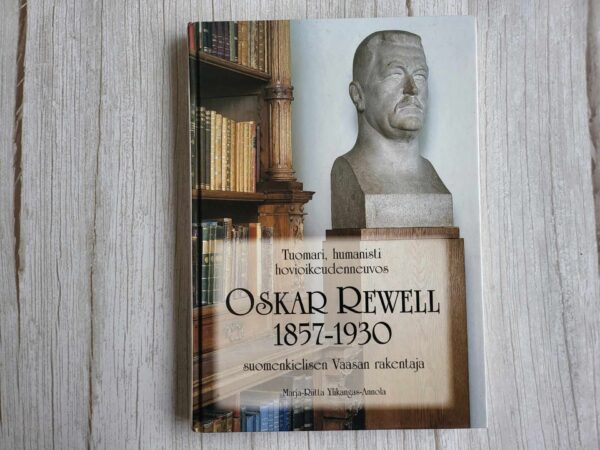 Tuomari, humanisti
hovioikeudenneuvos
OSKAR REWELL
1857-1930
suomenkielisen Vaasan rakentaja
Marja-Riitta Ylikangas-Annola